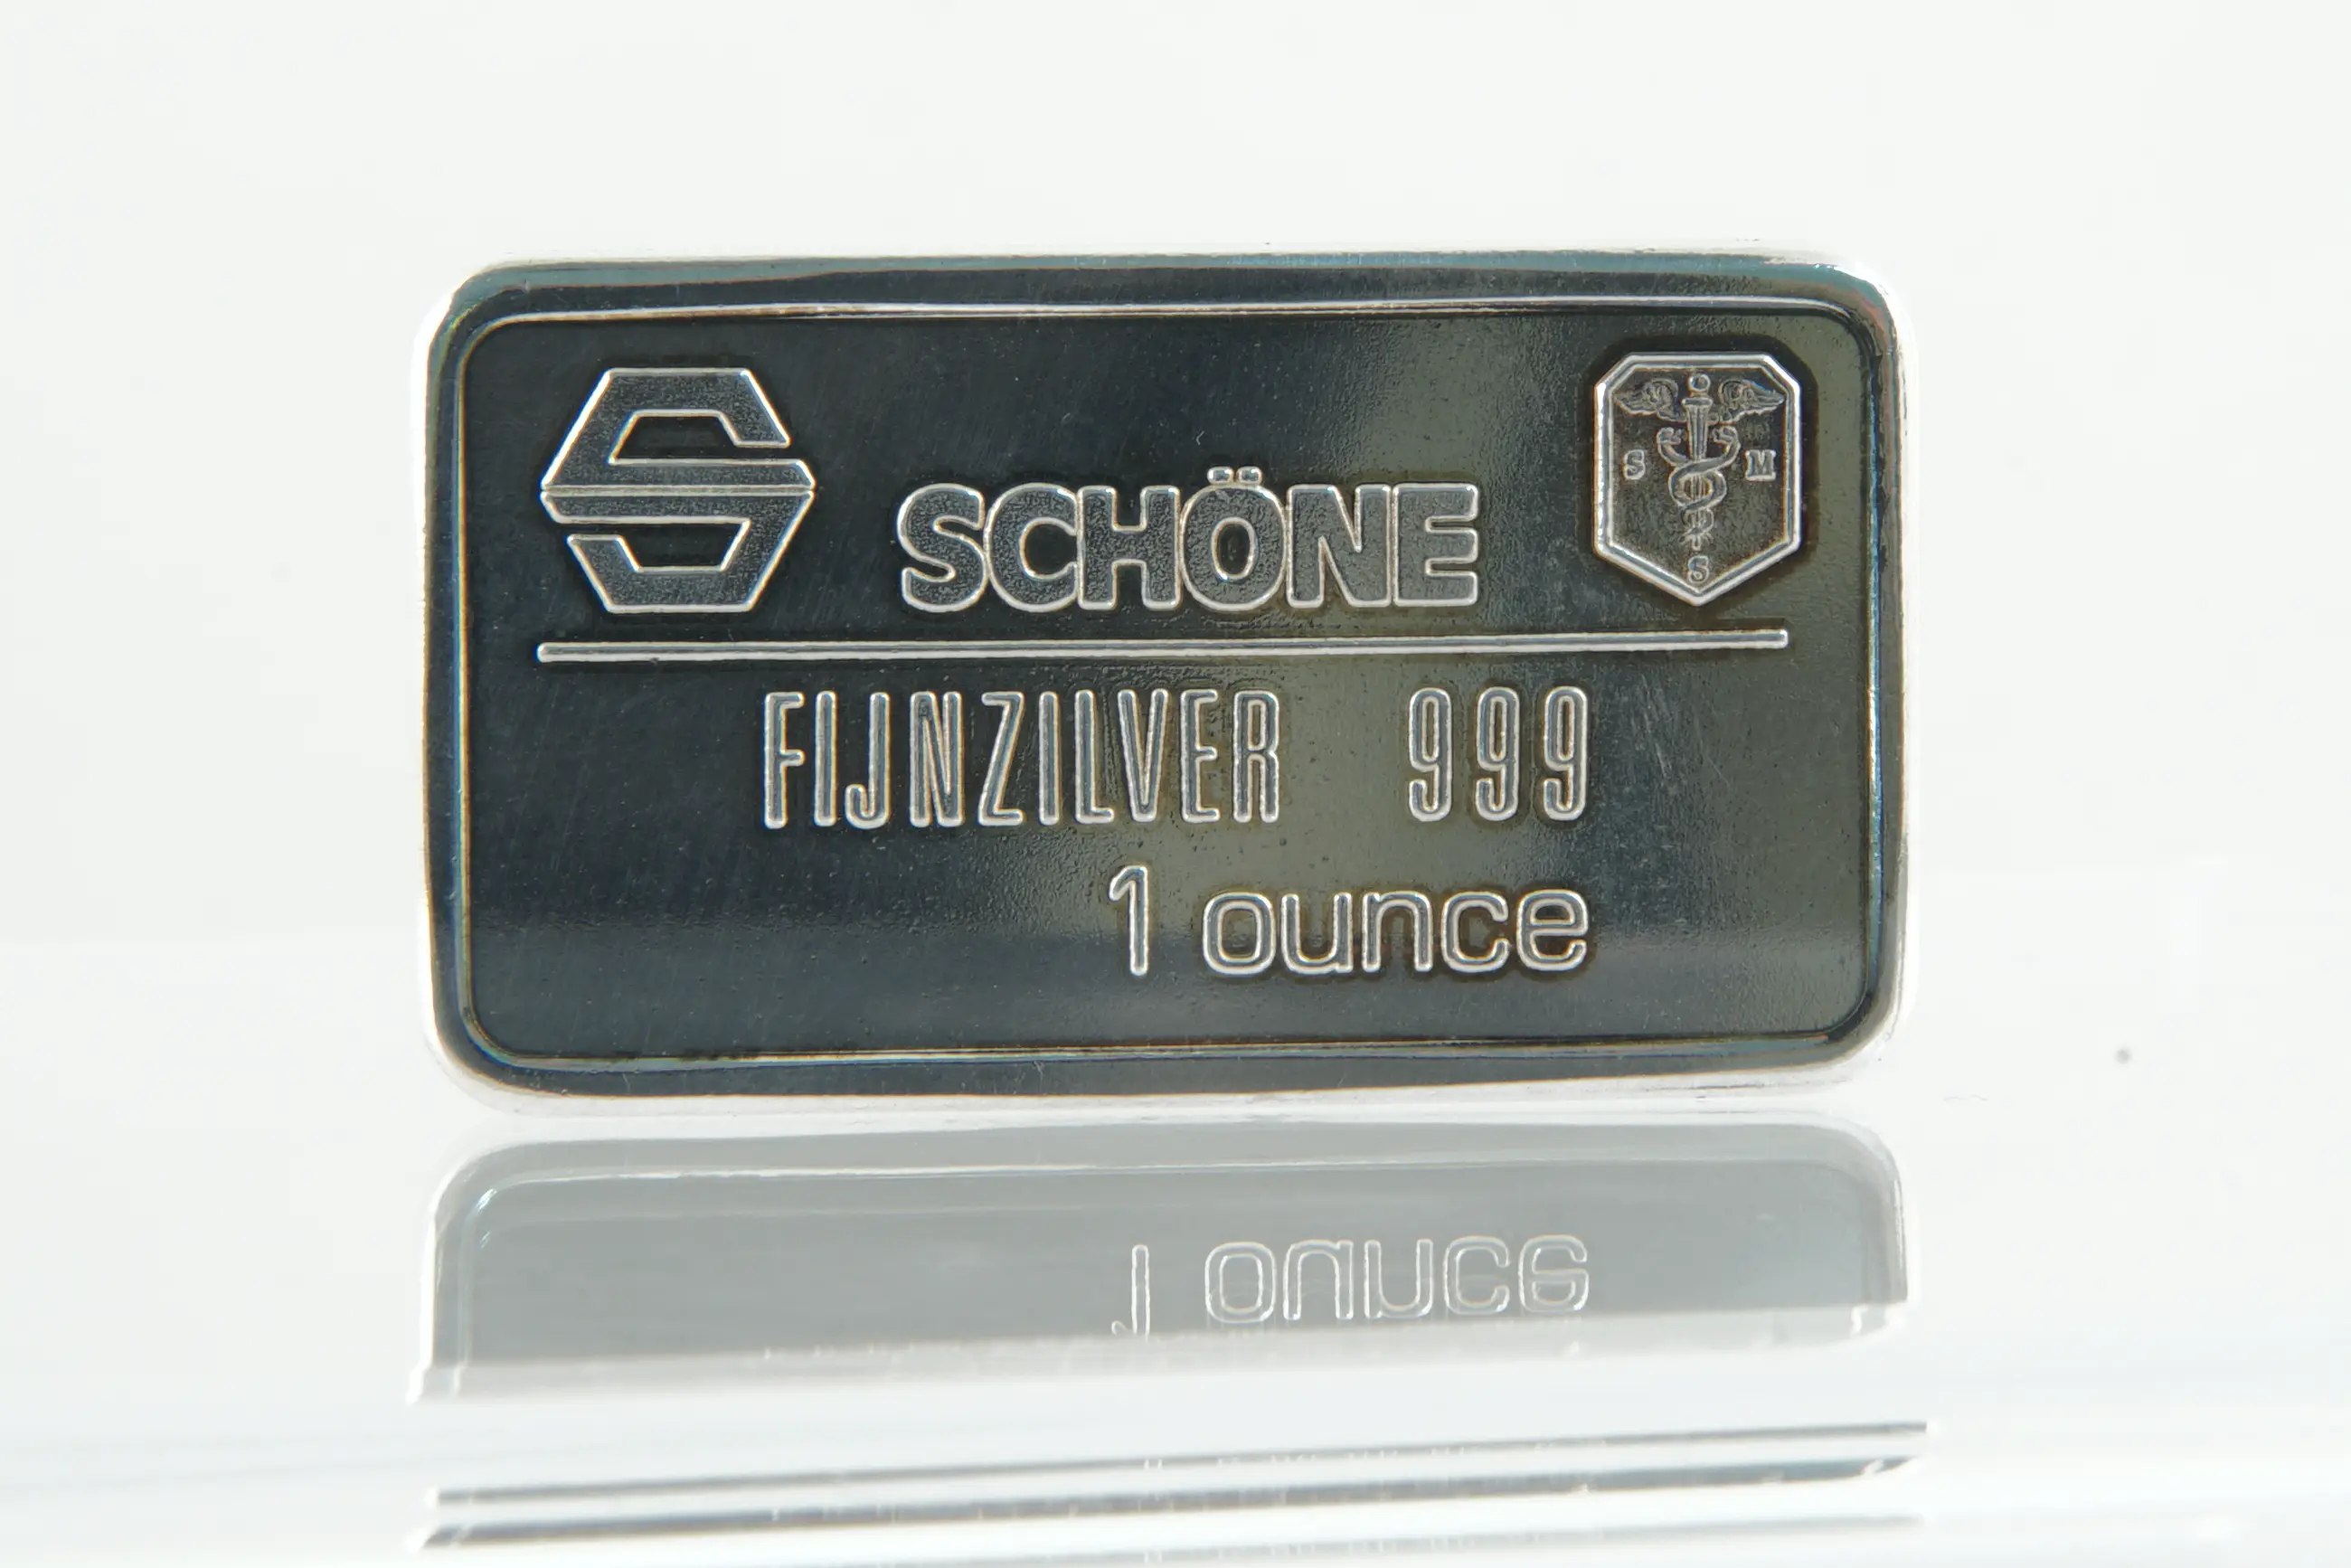 SCHÖNE
S M
S
FIJNZILVER 999
1 ounce